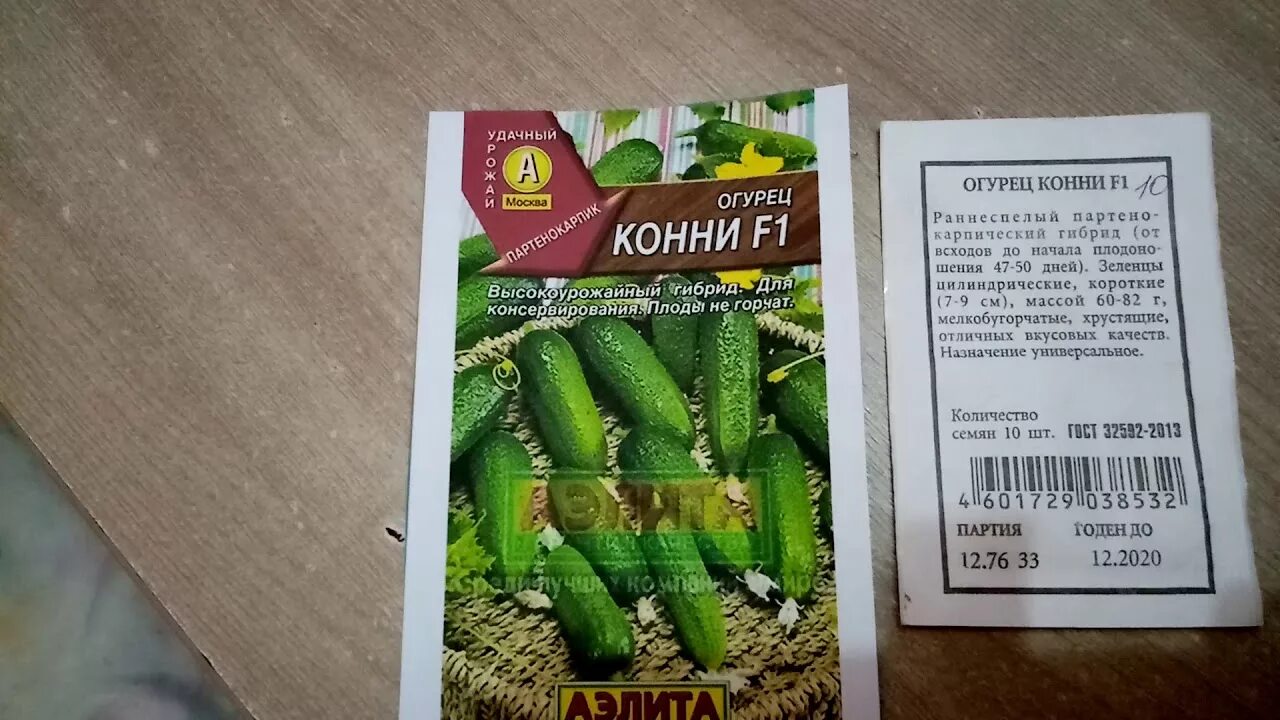 УДАЧНЫЙ
УРОЖАЙ
А
Москва
ПАРТЕНОКАРПИК
ОГУРЕЦ
КОННИ F1
Высокоурожайный гибрид. Для
консервирования. Плоды не горчат.
АЭЛИТА
АЭЛИТА
ОГУРЕЦ КОННИ F1 10
Раннеспелый партено-
карпический гибрид (от
всходов до начала плодоно-
шения 47-50 дней). Зеленцы
цилиндрические, короткие
(7-9 см), массой 60-82 г,
мелкобугорчатые, хрустящие,
отличных вкусовых качеств.
Назначение универсальное.
Количество
семян 10 шт. ГОСТ 32592-2013
4 601729 038532
ПАРТИЯ ГОДЕН ДО
12.76 33 12.2020